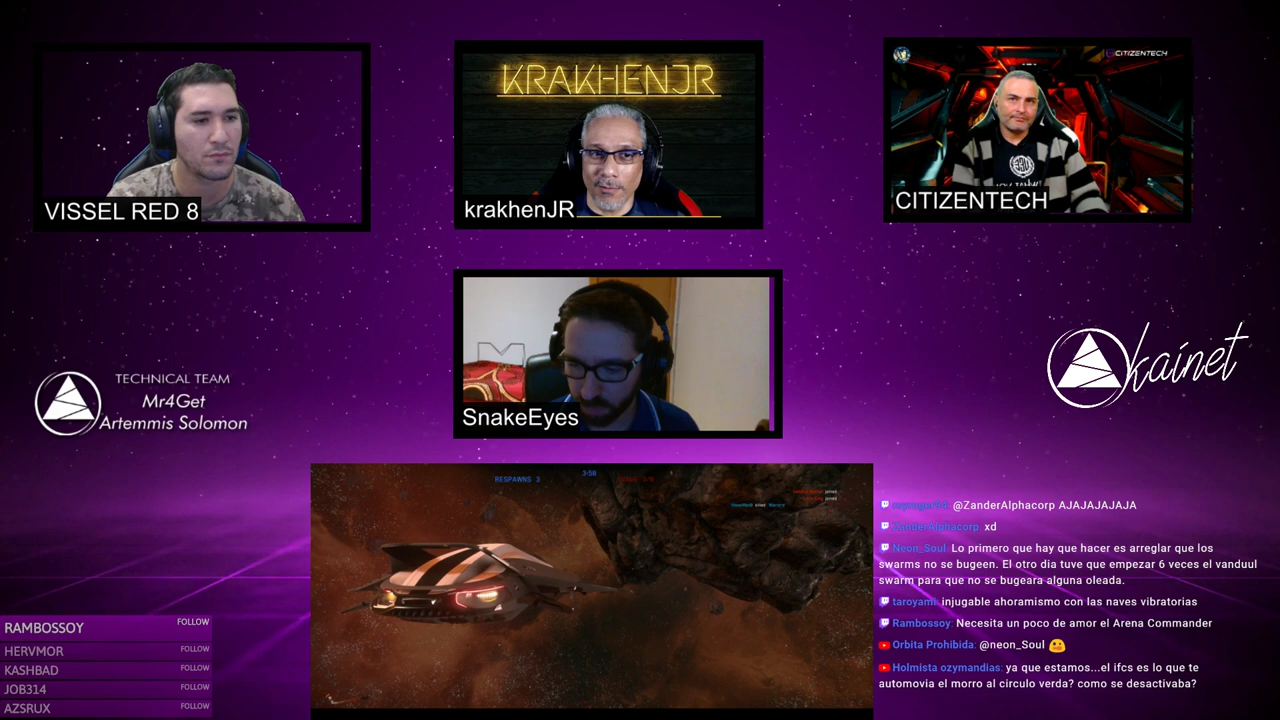 CITIZENTECH
KRAKHENJR
VISSEL RED 8
krakhenJR
CITIZENTECH
SnakeEyes
TECHNICAL TEAM
Mr4Get
Artemmis Solomon
kainet
RESPAWNS 3
3:50
@ZanderAlphacorp AJAJAJAJAJA
ZanderAlphacorp: xd
Neon_Soul: Lo primero que hay que hacer es arreglar que los
swarms no se bugeen. El otro dia tuve que empezar 6 veces el vanduul
swarm para que no se bugeara alguna oleada.
taroyami: injugable ahoramismo con las naves vibratorias
Rambossoy: Necesita un poco de amor el Arena Commander
Orbita Prohibida: @neon_Soul
Holmista ozymandias: ya que estamos...el ifcs es lo que te
automovia el morro al circulo verda? como se desactivaba?
RAMBOSSOY FOLLOW
HERVMOR FOLLOW
KASHBAD FOLLOW
JOB314 FOLLOW
AZSRUX FOLLOW